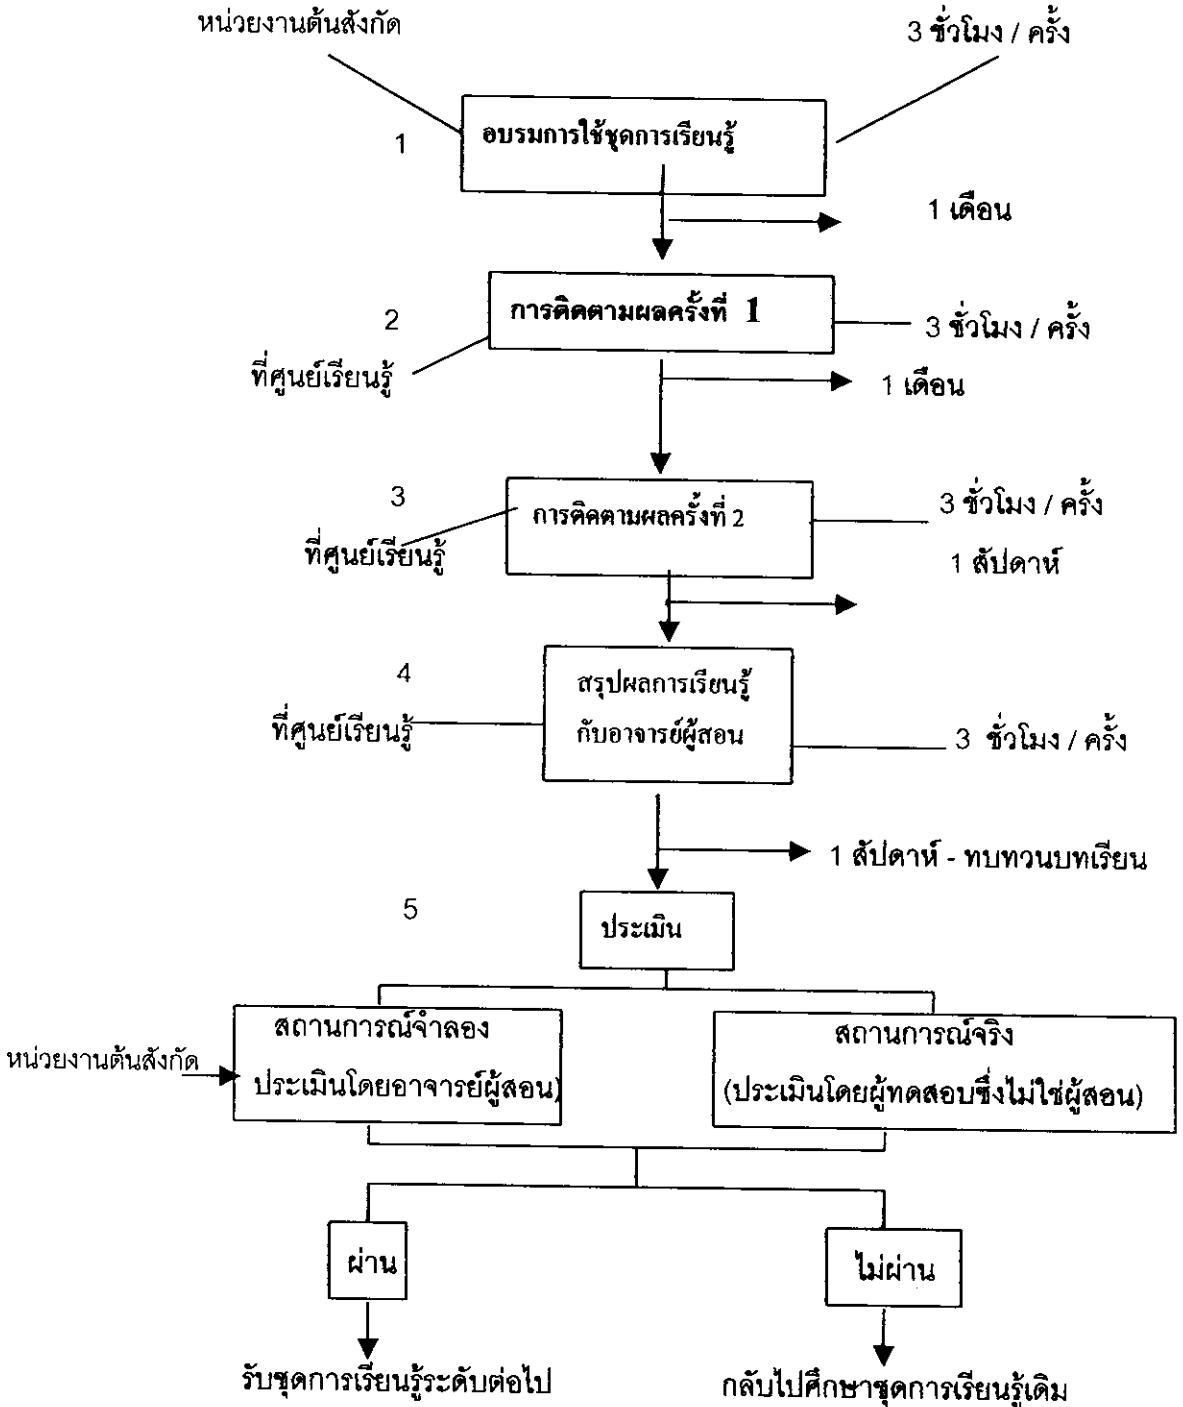 หน่วยงานต้นสังกัด
3 ชั่วโมง / ครั้ง
1
อบรมการใช้ชุดการเรียนรู้
1 เดือน
2
การติดตามผลครั้งที่ 1
3 ชั่วโมง / ครั้ง
ที่ศูนย์เรียนรู้
1 เดือน
3
การติดตามผลครั้งที่ 2
3 ชั่วโมง / ครั้ง
ที่ศูนย์เรียนรู้
1 สัปดาห์
4
สรุปผลการเรียนรู้
กับอาจารย์ผู้สอน
ที่ศูนย์เรียนรู้
3 ชั่วโมง / ครั้ง
1 สัปดาห์ - ทบทวนบทเรียน
5
ประเมิน
สถานการณ์จำลอง
ประเมินโดยอาจารย์ผู้สอน)
หน่วยงานต้นสังกัด
สถานการณ์จริง
(ประเมินโดยผู้ทดสอบซึ่งไม่ใช่ผู้สอน)
ผ่าน
ไม่ผ่าน
รับชุดการเรียนรู้ระดับต่อไป
กลับไปศึกษาชุดการเรียนรู้เดิม